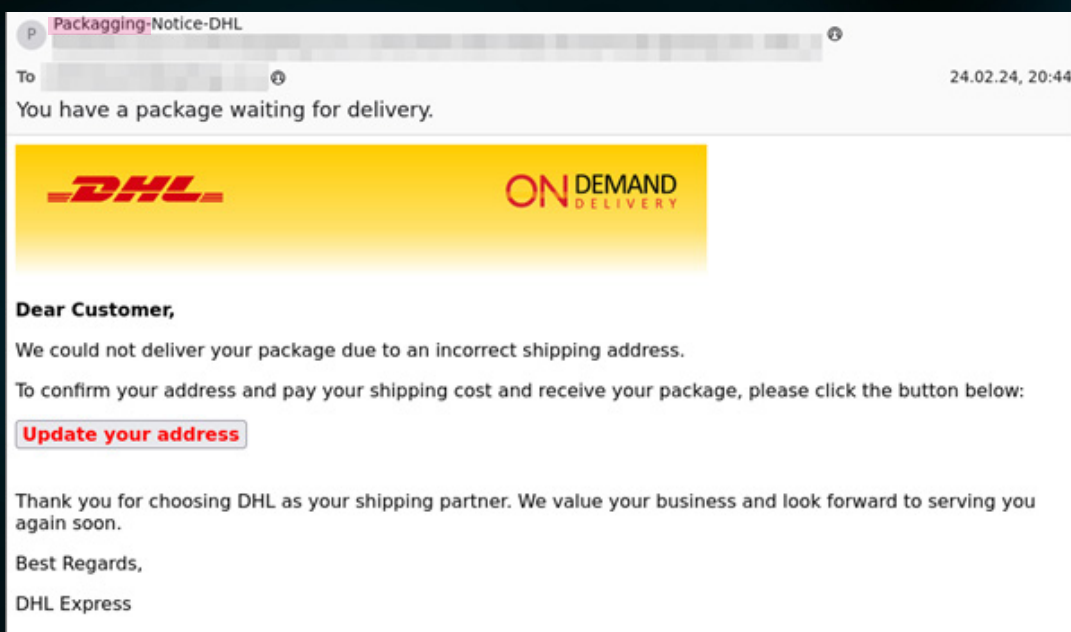 P
Packagging-Notice-DHL
To
24.02.24, 20:44
You have a package waiting for delivery.
DHL
ON DEMAND
DELIVERY
Dear Customer,
We could not deliver your package due to an incorrect shipping address.
To confirm your address and pay your shipping cost and receive your package, please click the button below:
Update your address
Thank you for choosing DHL as your shipping partner. We value your business and look forward to serving you
again soon.
Best Regards,
DHL Express